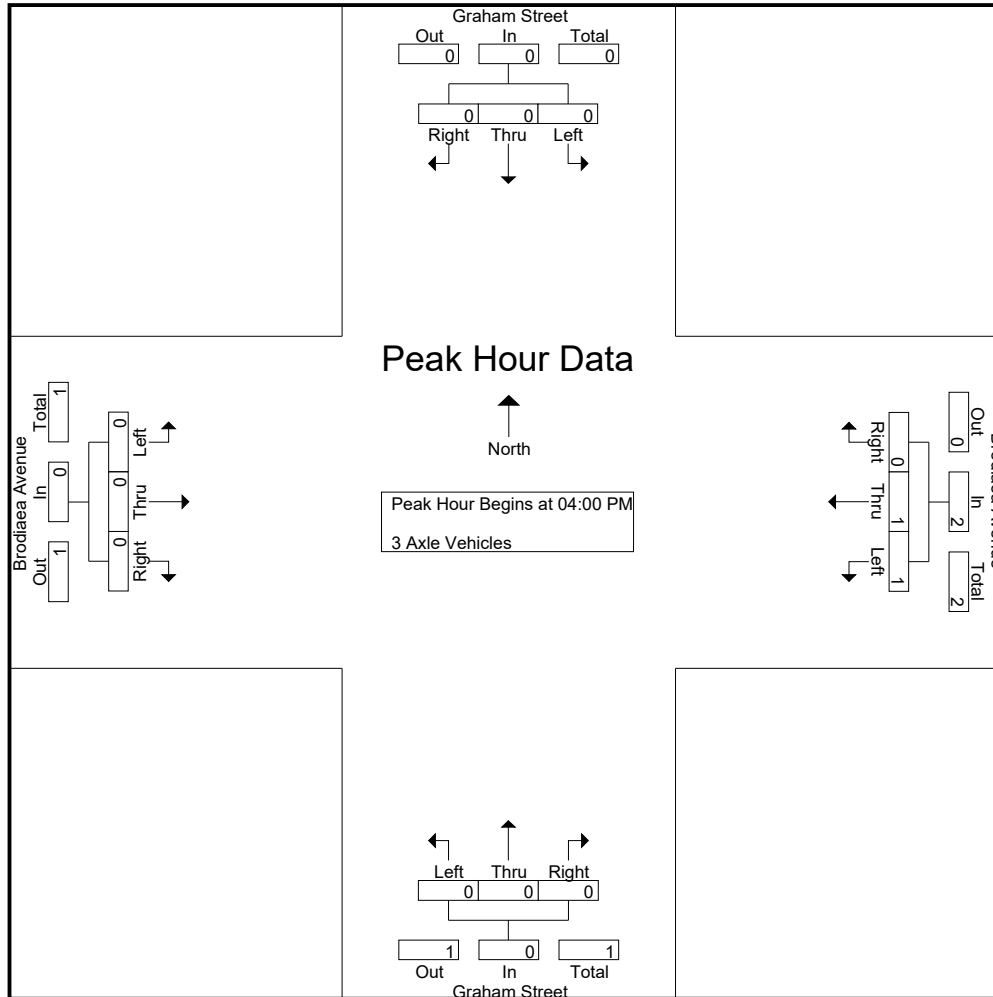 Graham Street
Out In Total
0 0 0
0 0 0
Right Thru Left
Peak Hour Data
North
Peak Hour Begins at 04:00 PM
3 Axle Vehicles
Brodiaea Avenue
Out In Total
1 0 1
0 0 0
Right Thru Left
Out In Total
0 2 2
0 1 1
Right Thru Left
Left Thru Right
0 0 0
1 0 1
Out In Total
Graham Street